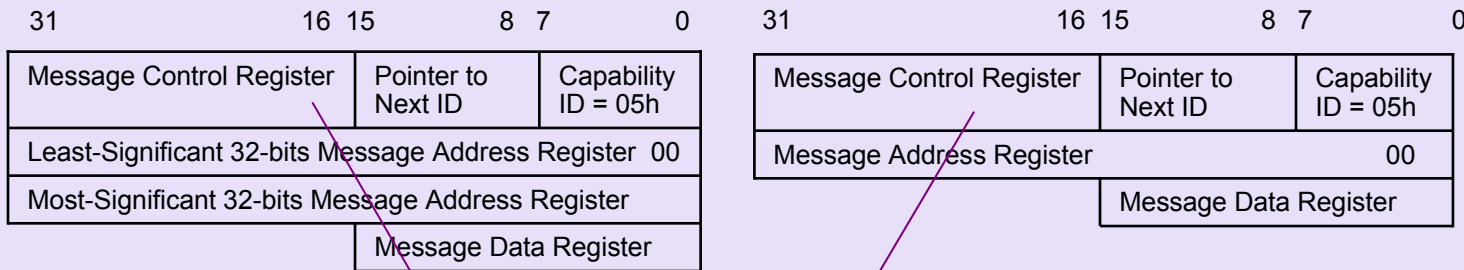 31 16 15 8 7 0
Message Control Register
Pointer to
Next ID
Capability
ID = 05h
Least-Significant 32-bits Message Address Register 00
Most-Significant 32-bits Message Address Register
Message Data Register
31 16 15 8 7 0
Message Control Register
Pointer to
Next ID
Capability
ID = 05h
Message Address Register 00
Message Data Register